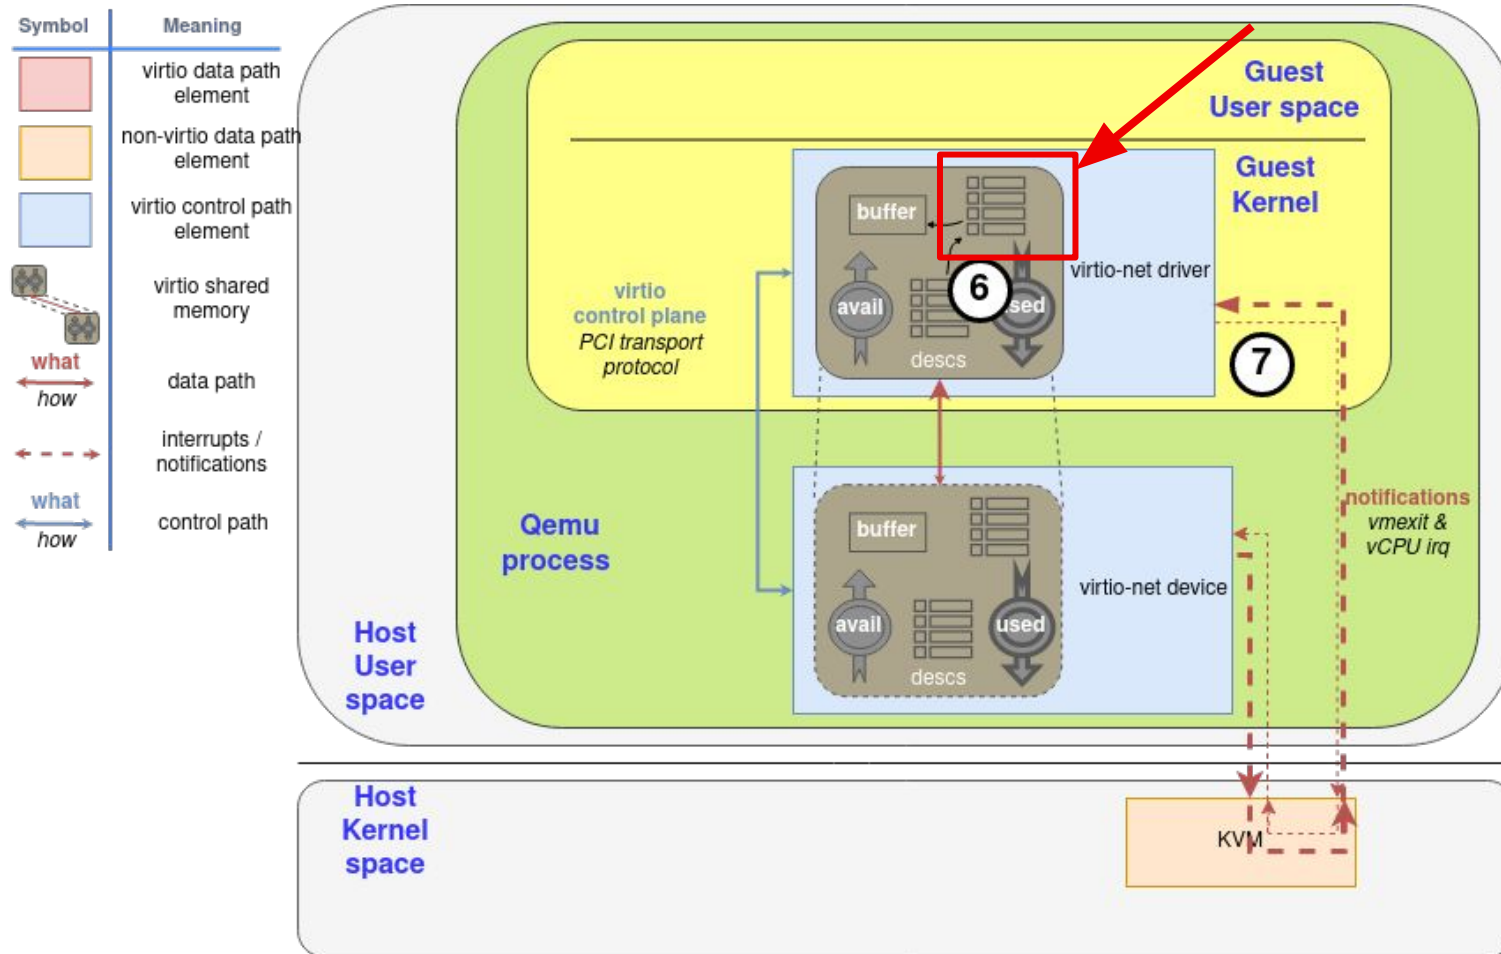 Symbol
Meaning
virtio data path
element
non-virtio data path
element
virtio control path
element
virtio shared
memory
what
how
data path
interrupts /
notifications
what
how
control path
Guest
User space
Guest
Kernel
buffer
6
avail
used
descs
virtio-net driver
7
virtio
control plane
PCI transport
protocol
Qemu
process
buffer
avail
used
descs
virtio-net device
notifications
vmexit &
vCPU irq
Host
User
space
Host
Kernel
space
KVM